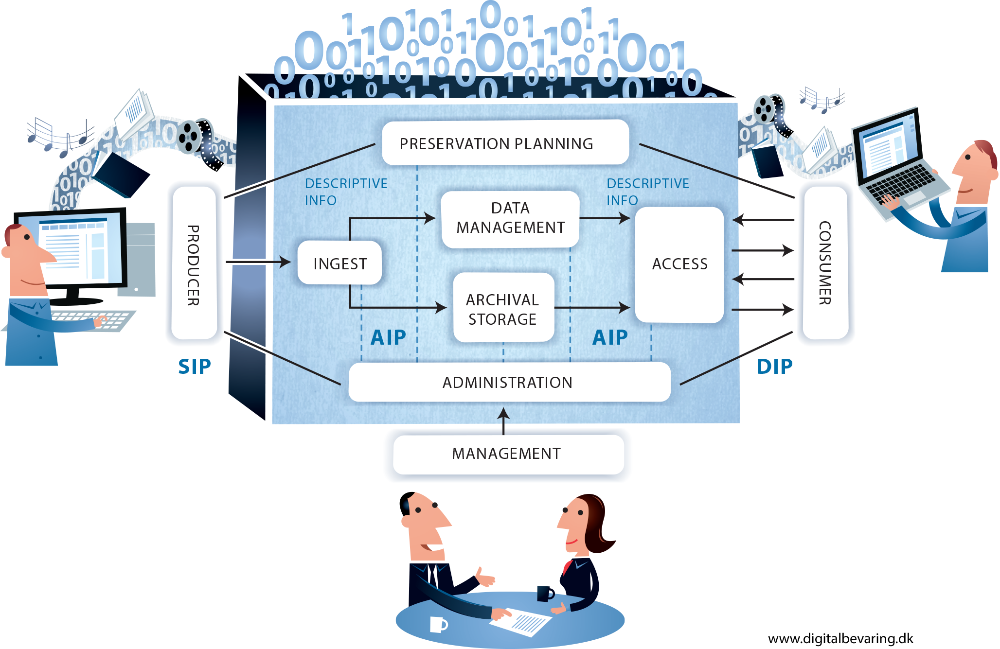 PRESERVATION PLANNING
DESCRIPTIVE
INFO
DESCRIPTIVE
INFO
DATA
MANAGEMENT
PRODUCER
INGEST
ACCESS
CONSUMER
ARCHIVAL
STORAGE
AIP
AIP
SIP
DIP
ADMINISTRATION
MANAGEMENT
www.digitalbevaring.dk